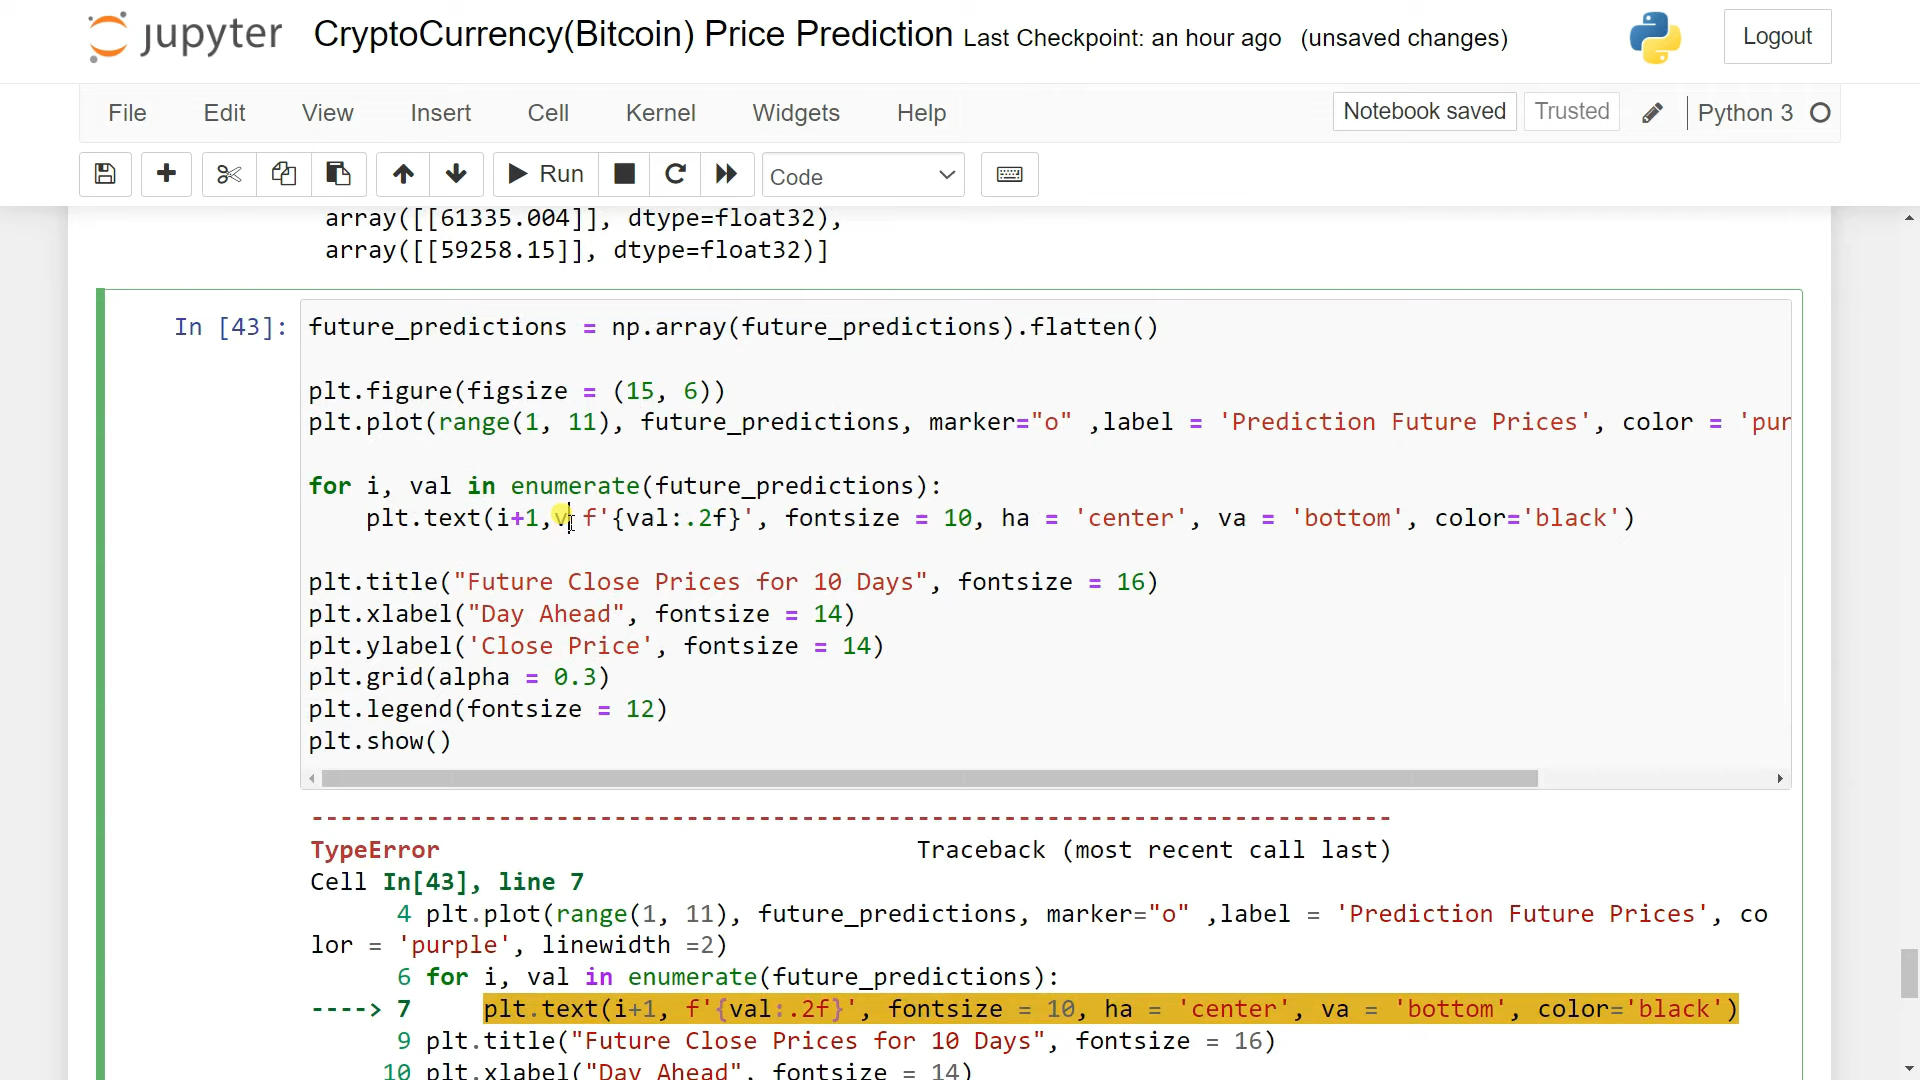 jupyter CryptoCurrency(Bitcoin) Price Prediction Last Checkpoint: an hour ago (unsaved changes) Logout
File Edit View Insert Cell Kernel Widgets Help Notebook saved Trusted Python 3
Run Code
array([[61335.004]], dtype=float32),
array([[59258.15]], dtype=float32)]
In [43]: future_predictions = np.array(future_predictions).flatten()
plt.figure(figsize = (15, 6))
plt.plot(range(1, 11), future_predictions, marker="o" ,label = 'Prediction Future Prices', color = 'pur
for i, val in enumerate(future_predictions):
plt.text(i+1,v f'{val:.2f}', fontsize = 10, ha = 'center', va = 'bottom', color='black')
plt.title("Future Close Prices for 10 Days", fontsize = 16)
plt.xlabel("Day Ahead", fontsize = 14)
plt.ylabel('Close Price', fontsize = 14)
plt.grid(alpha = 0.3)
plt.legend(fontsize = 12)
plt.show()
---------------------------------------------------------------------------
TypeError Traceback (most recent call last)
Cell In[43], line 7
4 plt.plot(range(1, 11), future_predictions, marker="o" ,label = 'Prediction Future Prices', co
lor = 'purple', linewidth =2)
6 for i, val in enumerate(future_predictions):
----> 7 plt.text(i+1, f'{val:.2f}', fontsize = 10, ha = 'center', va = 'bottom', color='black')
9 plt.title("Future Close Prices for 10 Days", fontsize = 16)
10 plt.xlabel("Day Ahead", fontsize = 14)